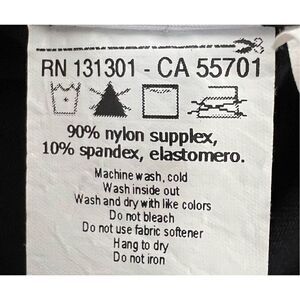 RN 131301 - CA 55701
90% nylon supplex,
10% spandex, elastomero.
Machine wash, cold
Wash inside out
Wash and dry with like colors
Do not bleach
Do not use fabric softener
Hang to dry
Do not iron